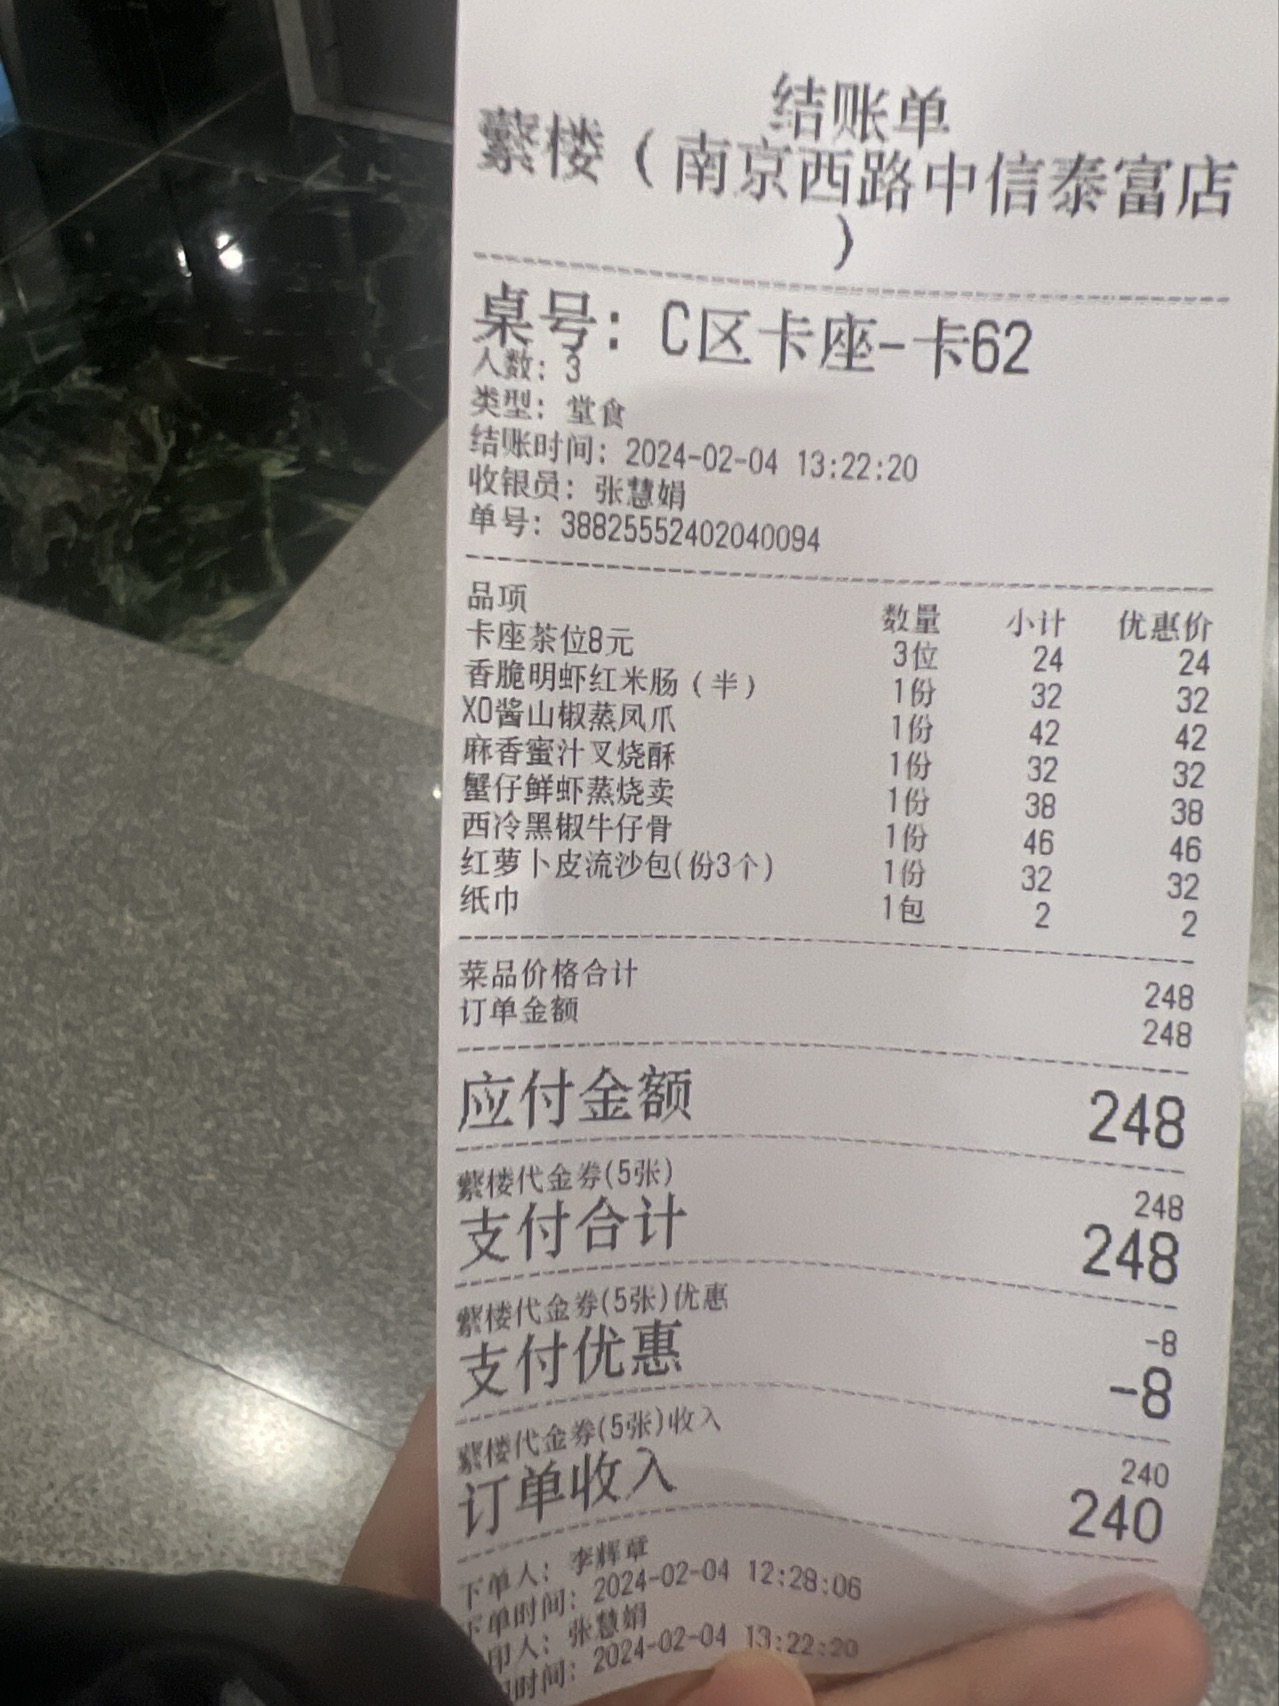 结账单
蘩楼（南京西路中信泰富店
）
桌号：C区卡座-卡62
人数：3
类型：堂食
结账时间：2024-02-04 13:22:20
收银员：张慧娟
单号：38825552402040094
品项 数量 小计 优惠价
卡座茶位8元 3位 24 24
香脆明虾红米肠（半） 1份 32 32
XO酱山椒蒸凤爪 1份 42 42
麻香蜜汁叉烧酥 1份 32 32
蟹仔鲜虾蒸烧卖 1份 38 38
西冷黑椒牛仔骨 1份 46 46
红萝卜皮流沙包(份3个) 1份 32 32
纸巾 1包 2 2
菜品价格合计 248
订单金额 248
应付金额 248
蘩楼代金券(5张) 248
支付合计 248
蘩楼代金券(5张)优惠 -8
支付优惠 -8
蘩楼代金券(5张)收入 240
订单收入 240
下单人：李辉章
下单时间：2024-02-04 12:28:06
印人：张慧娟
时间：2024-02-04 13:22:20